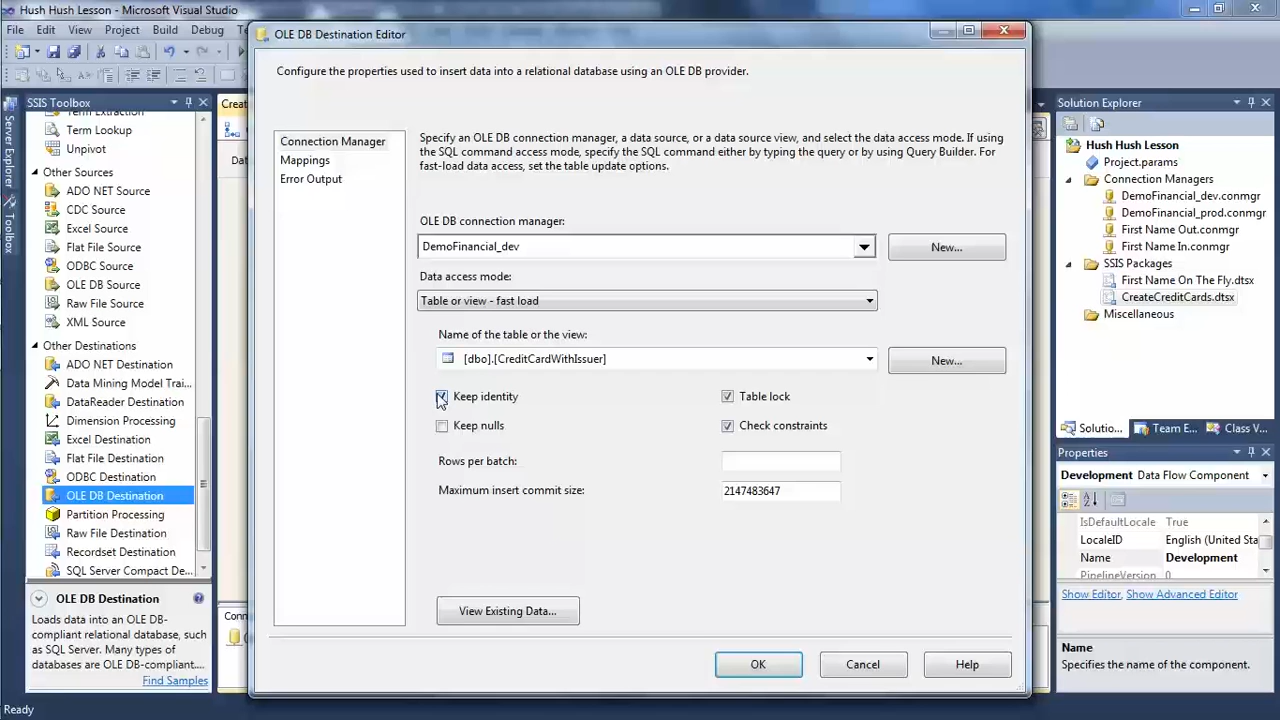 Hush Hush Lesson - Microsoft Visual Studio
File
Edit
View
Project
Build
Debug
SSIS Toolbox
Server Explorer
Toolbox
Term Lookup
Unpivot
Other Sources
ADO NET Source
CDC Source
Excel Source
Flat File Source
ODBC Source
OLE DB Source
Raw File Source
XML Source
Other Destinations
ADO NET Destination
Data Mining Model Trai...
DataReader Destination
Dimension Processing
Excel Destination
Flat File Destination
ODBC Destination
OLE DB Destination
Partition Processing
Raw File Destination
Recordset Destination
SQL Server Compact De...
OLE DB Destination
Loads data into an OLE DB-
compliant relational database,
such as SQL Server. Many types of
databases are OLE DB-compliant....
Find Samples
Ready
OLE DB Destination Editor
Configure the properties used to insert data into a relational database using an OLE DB provider.
Connection Manager
Mappings
Error Output
Specify an OLE DB connection manager, a data source, or a data source view, and select the data access mode. If using
the SQL command access mode, specify the SQL command either by typing the query or by using Query Builder. For
fast-load data access, set the table update options.
OLE DB connection manager:
DemoFinancial_dev
New...
Data access mode:
Table or view - fast load
Name of the table or the view:
[dbo].[CreditCardWithIssuer]
New...
Keep identity
Table lock
Keep nulls
Check constraints
Rows per batch:
Maximum insert commit size:
2147483647
View Existing Data...
OK
Cancel
Help
Solution Explorer
Hush Hush Lesson
Project.params
Connection Managers
DemoFinancial_dev.conmgr
DemoFinancial_prod.conmgr
First Name Out.conmgr
First Name In.conmgr
SSIS Packages
First Name On The Fly.dtsx
CreateCreditCards.dtsx
Miscellaneous
Solutio...
Team E...
Class V...
Properties
Development Data Flow Component
IsDefaultLocale True
LocaleID English (United Sta
Name Development
PipelineVersion 0
Show Editor, Show Advanced Editor
Name
Specifies the name of the component.